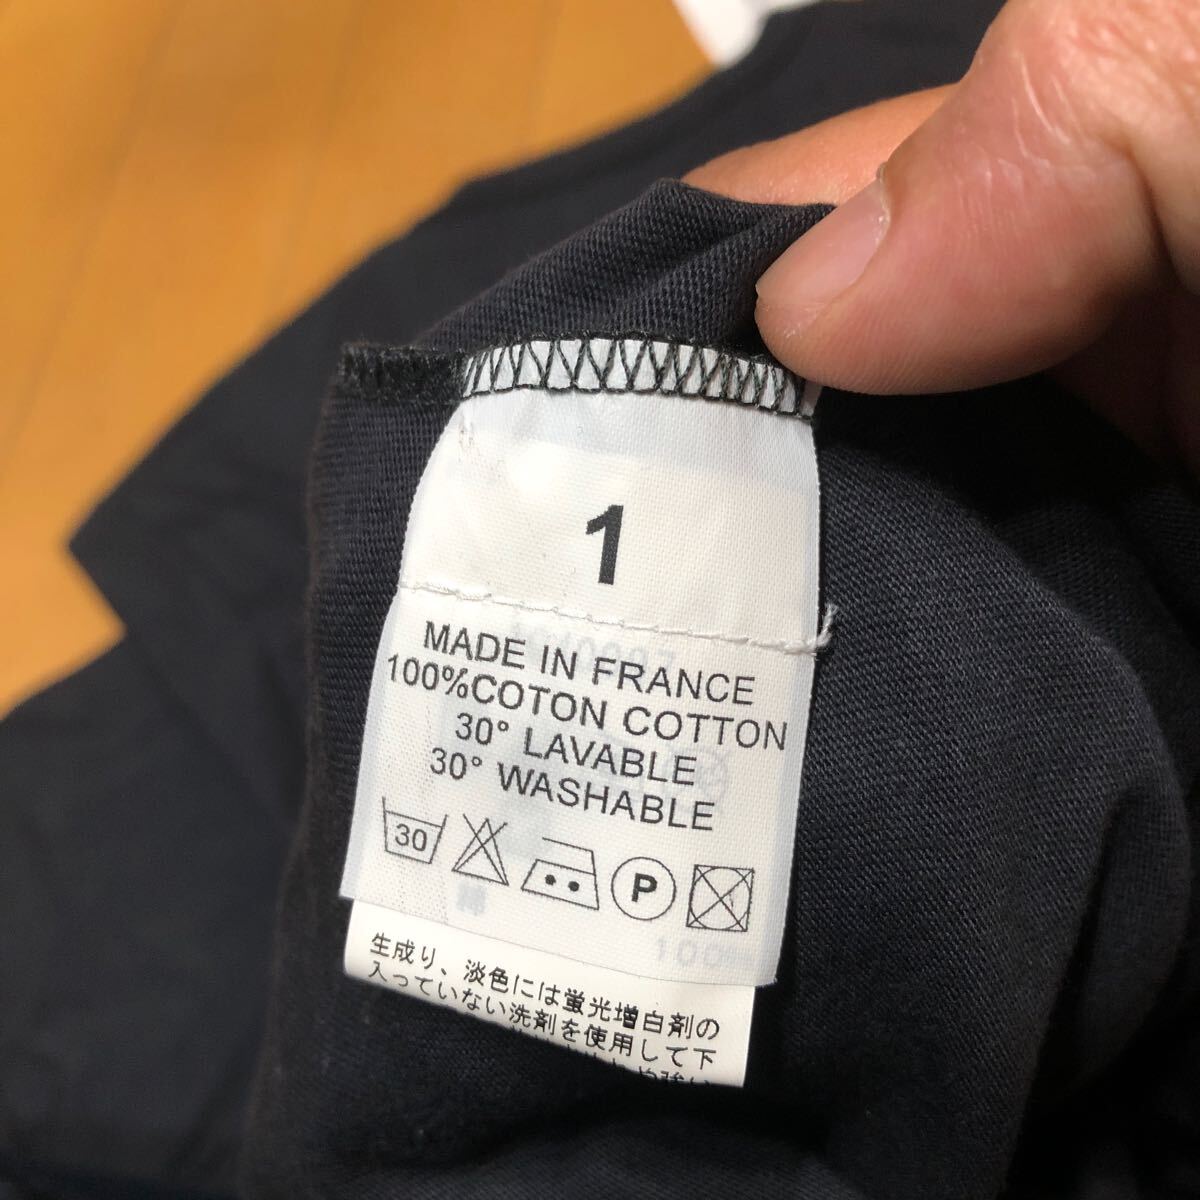 1
MADE IN FRANCE
100%COTON COTTON
30° LAVABLE
30° WASHABLE
30
P
生成り、淡色には蛍光増白剤の
入っていない洗剤を使用して下